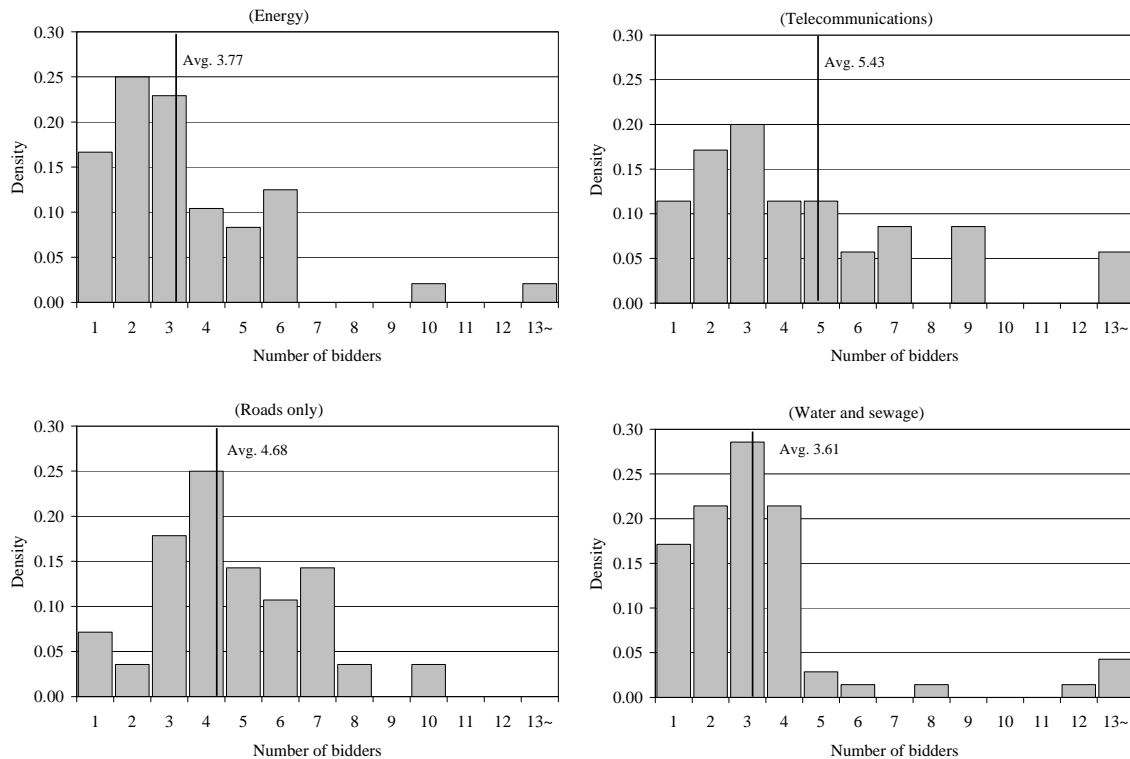 (Energy)
0.30
0.25
0.20
0.15
0.10
0.05
0.00
Density
Avg. 3.77
1 2 3 4 5 6 7 8 9 10 11 12 13~
Number of bidders
(Telecommunications)
0.30
0.25
0.20
0.15
0.10
0.05
0.00
Density
Avg. 5.43
1 2 3 4 5 6 7 8 9 10 11 12 13~
Number of bidders
(Roads only)
0.30
0.25
0.20
0.15
0.10
0.05
0.00
Density
Avg. 4.68
1 2 3 4 5 6 7 8 9 10 11 12 13~
Number of bidders
(Water and sewage)
0.30
0.25
0.20
0.15
0.10
0.05
0.00
Density
Avg. 3.61
1 2 3 4 5 6 7 8 9 10 11 12 13~
Number of bidders